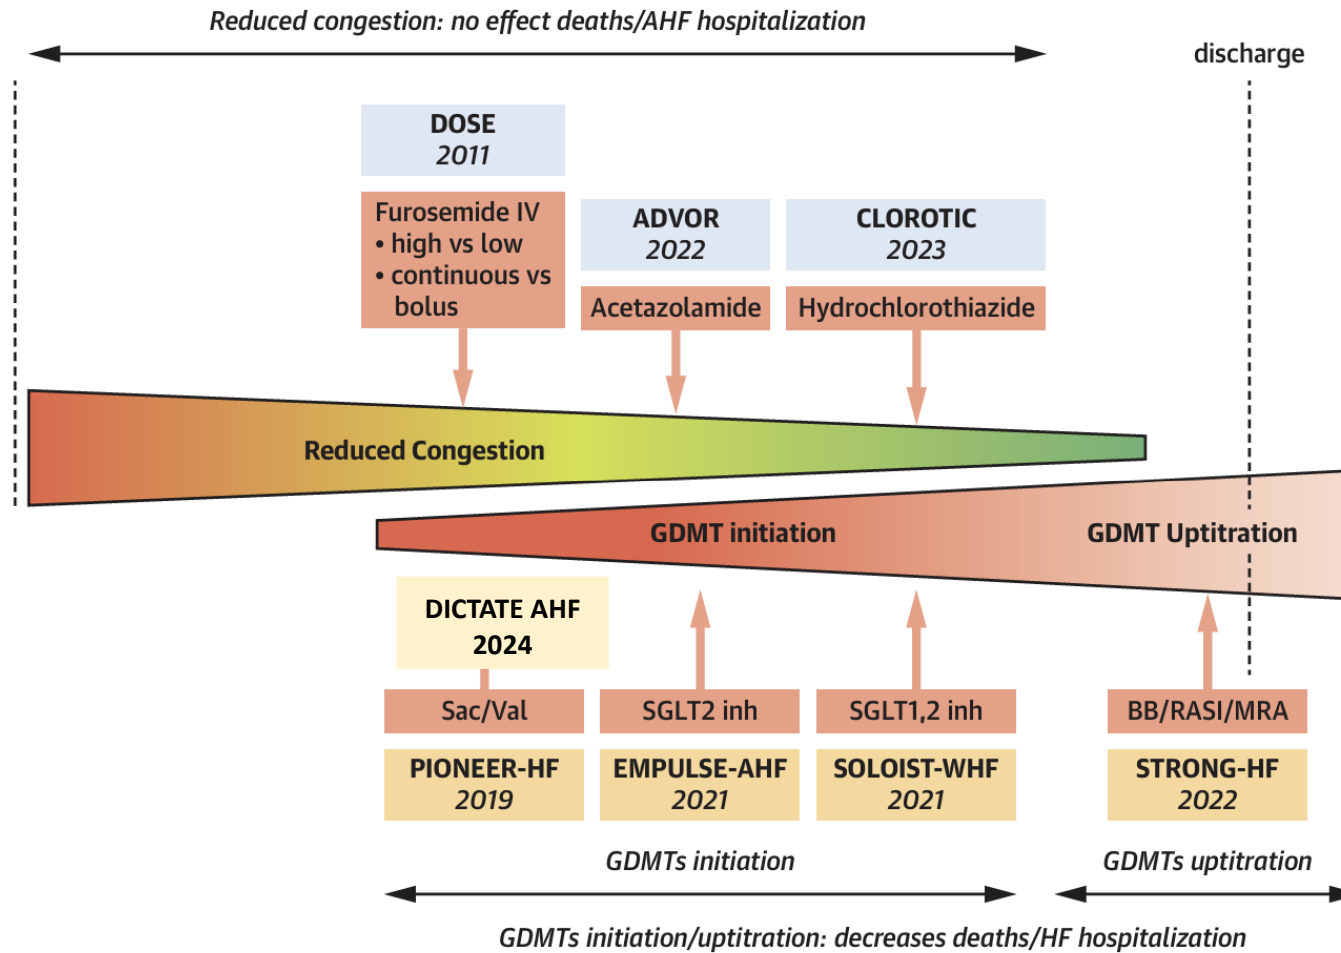 Reduced congestion: no effect deaths/AHF hospitalization
discharge
DOSE
2011
Furosemide IV
• high vs low
• continuous vs
bolus
ADVOR
2022
Acetazolamide
CLOROTIC
2023
Hydrochlorothiazide
Reduced Congestion
GDMT initiation
GDMT Uptitration
DICTATE AHF
2024
Sac/Val
PIONEER-HF
2019
SGLT2 inh
EMPULSE-AHF
2021
SGLT1,2 inh
SOLOIST-WHF
2021
BB/RASI/MRA
STRONG-HF
2022
GDMTs initiation
GDMTs uptitration
GDMTs initiation/uptitration: decreases deaths/HF hospitalization